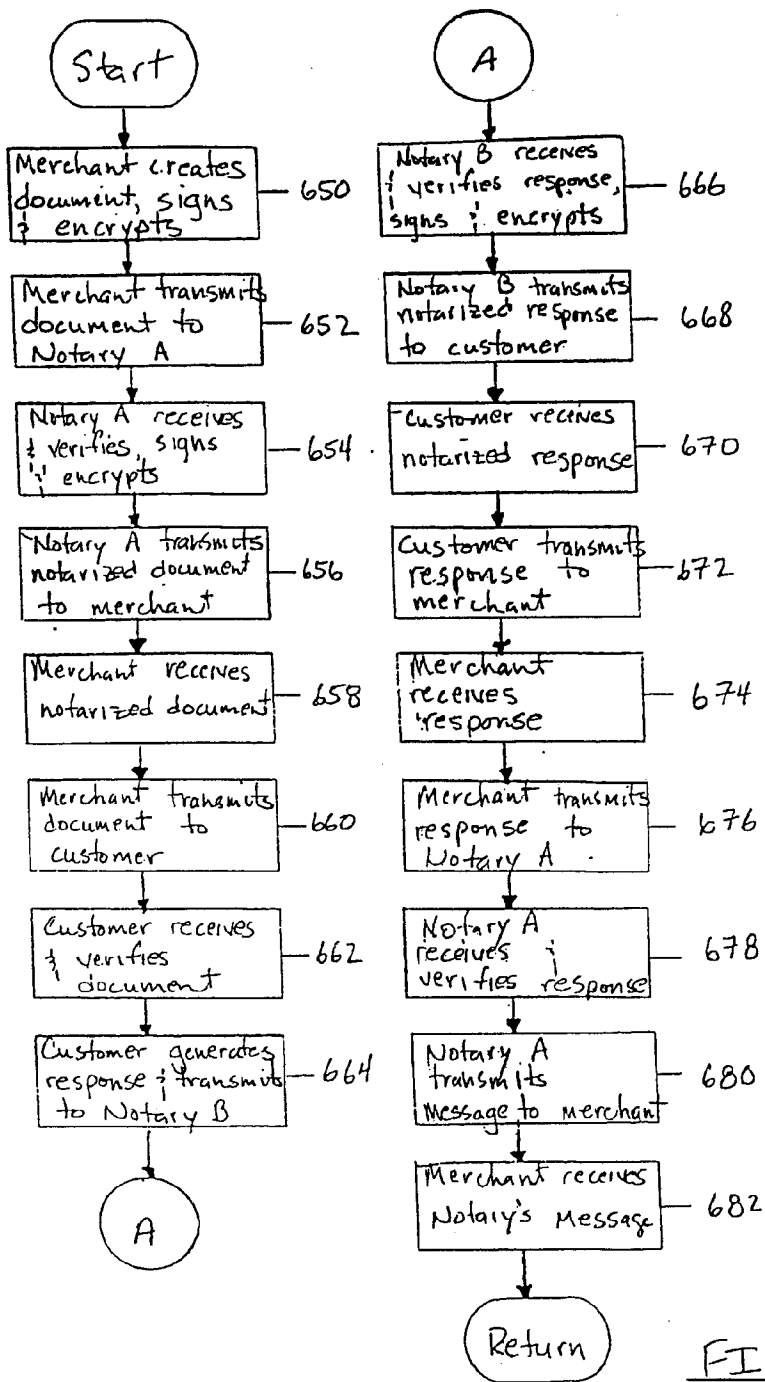 Start
Merchant creates
document, signs
& encrypts
650
Merchant transmits
document to
Notary A
652
Notary A receives
& verifies, signs
& encrypts
654
Notary A transmits
notarized document
to merchant
656
Merchant receives
notarized document
658
Merchant transmits
document to
customer
660
Customer receives
& verifies
document
662
Customer generates
response & transmits
to Notary B
664
A
A
Notary B receives
& verifies response,
signs & encrypts
666
Notary B transmits
notarized response
to customer
668
Customer receives
notarized response
670
Customer transmits
response to
merchant
672
Merchant
receives
response
674
Merchant transmits
response to
Notary A
676
Notary A
receives &
verifies response
678
Notary A
transmits
message to merchant
680
Merchant receives
Notary's Message
682
Return
FI